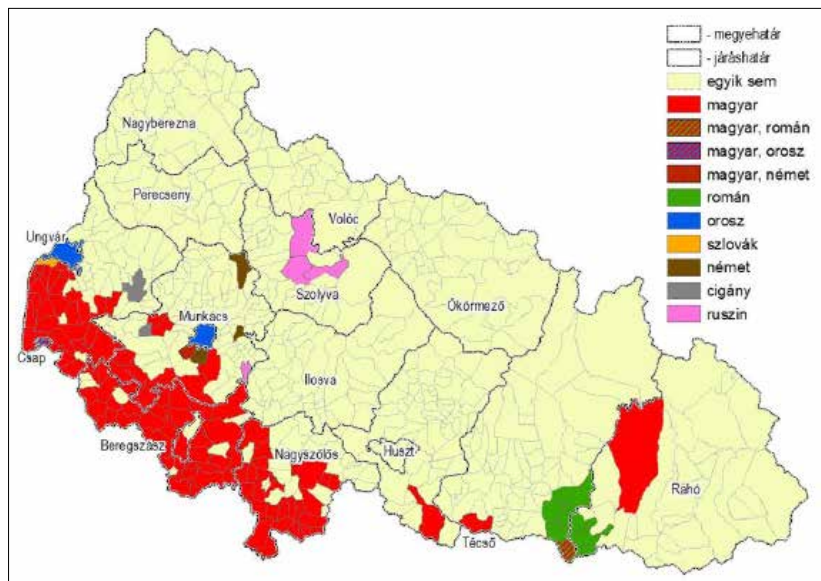 - megyehatár
- járáshatár
egyik sem
magyar
magyar, román
magyar, orosz
magyar, német
román
orosz
szlovák
német
cigány
ruszin
Nagyberezna
Perecseny
Volóc
Ungvár
Szolyva
Ökörmező
Munkács
Csap
Ilosva
Beregszász
Nagyszőlős
Huszt
Rahó
Técső